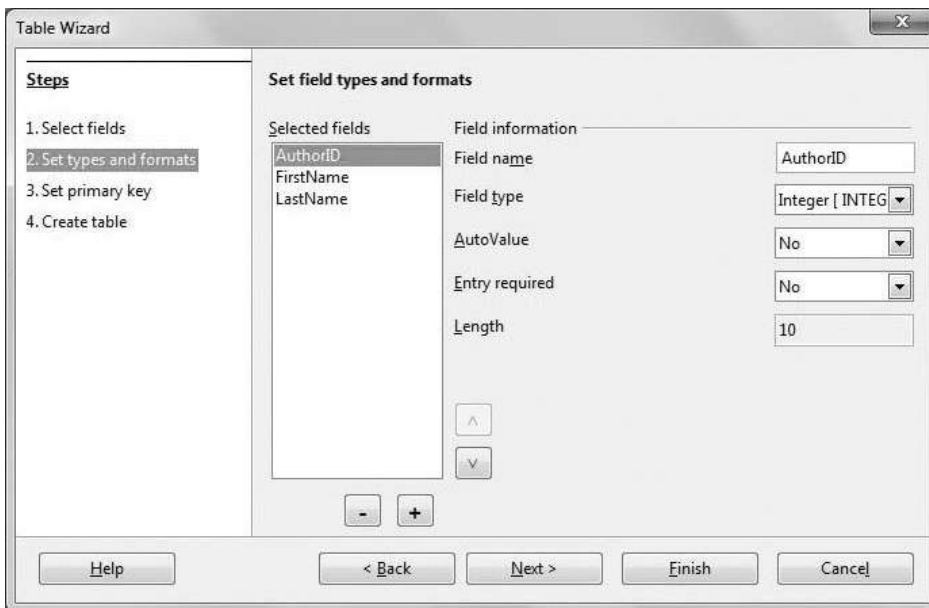 Table Wizard
X
Steps
1. Select fields
2. Set types and formats
3. Set primary key
4. Create table
Set field types and formats
Selected fields
AuthorID
FirstName
LastName
- +
Field information
Field name AuthorID
Field type Integer [ INTEG
AutoValue No
Entry required No
Length 10
Help < Back Next > Finish Cancel